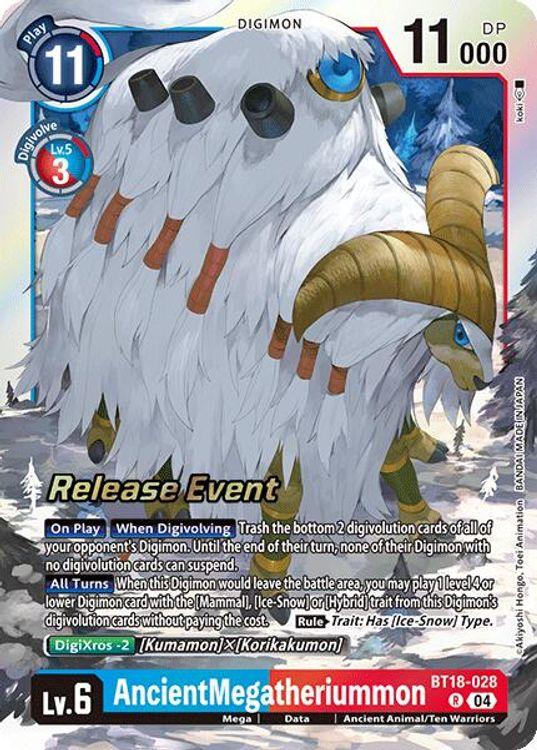 DIGIMON
Play
11
DP
11 000
Digivolve
Lv.5
3
koki
Release Event
On Play When Digivolving Trash the bottom 2 digivolution cards of all of
your opponent's Digimon. Until the end of their turn, none of their Digimon with
no digivolution cards can suspend.
All Turns When this Digimon would leave the battle area, you may play 1 level 4 or
lower Digimon card with the [Mammal], [Ice-Snow] or [Hybrid] trait from this Digimon's
digivolution cards without paying the cost. Rule Trait: Has [Ice-Snow] Type.
DigiXros -2 [Kumamon]×[Korikakumon]
©Akiyoshi Hongo, Toei Animation BANDAI MADE IN JAPAN
Lv.6
AncientMegatheriummon
BT18-028
R 04
Mega | Data | Ancient Animal/Ten Warriors